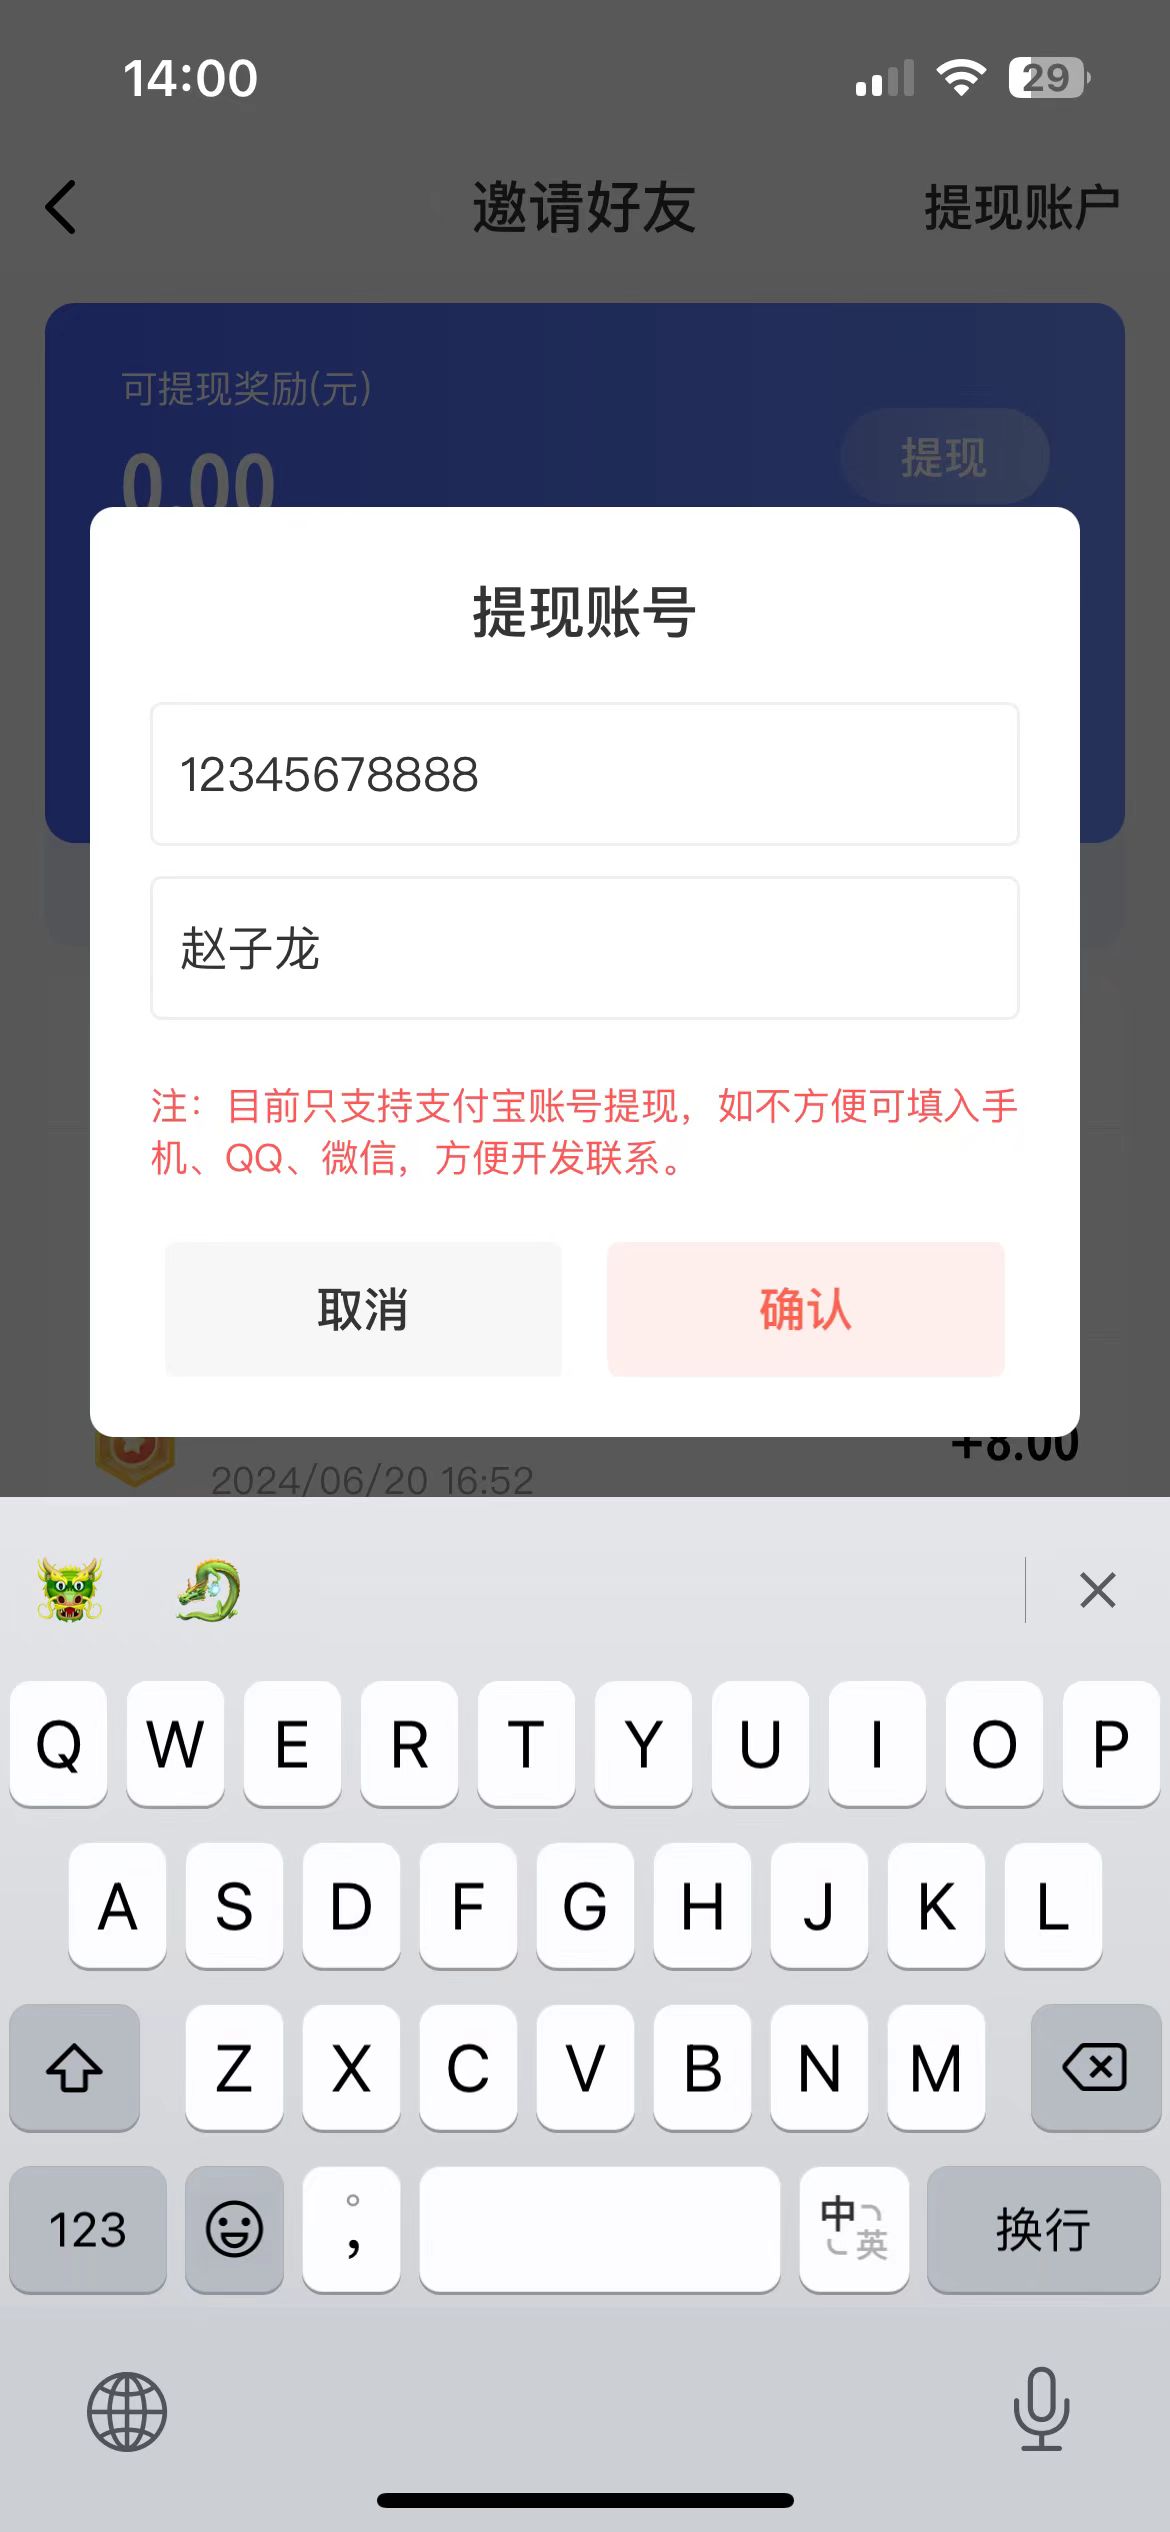 14:00
29
邀请好友
提现账户
可提现奖励(元)
提现
0.00
提现账号
12345678888
赵子龙
注：目前只支持支付宝账号提现，如不方便可填入手
机、QQ、微信，方便开发联系。
取消
确认
+8.00
2024/06/20 16:52
Q W E R T Y U I O P
A S D F G H J K L
Z X C V B N M
123
。
，
中
英
换行